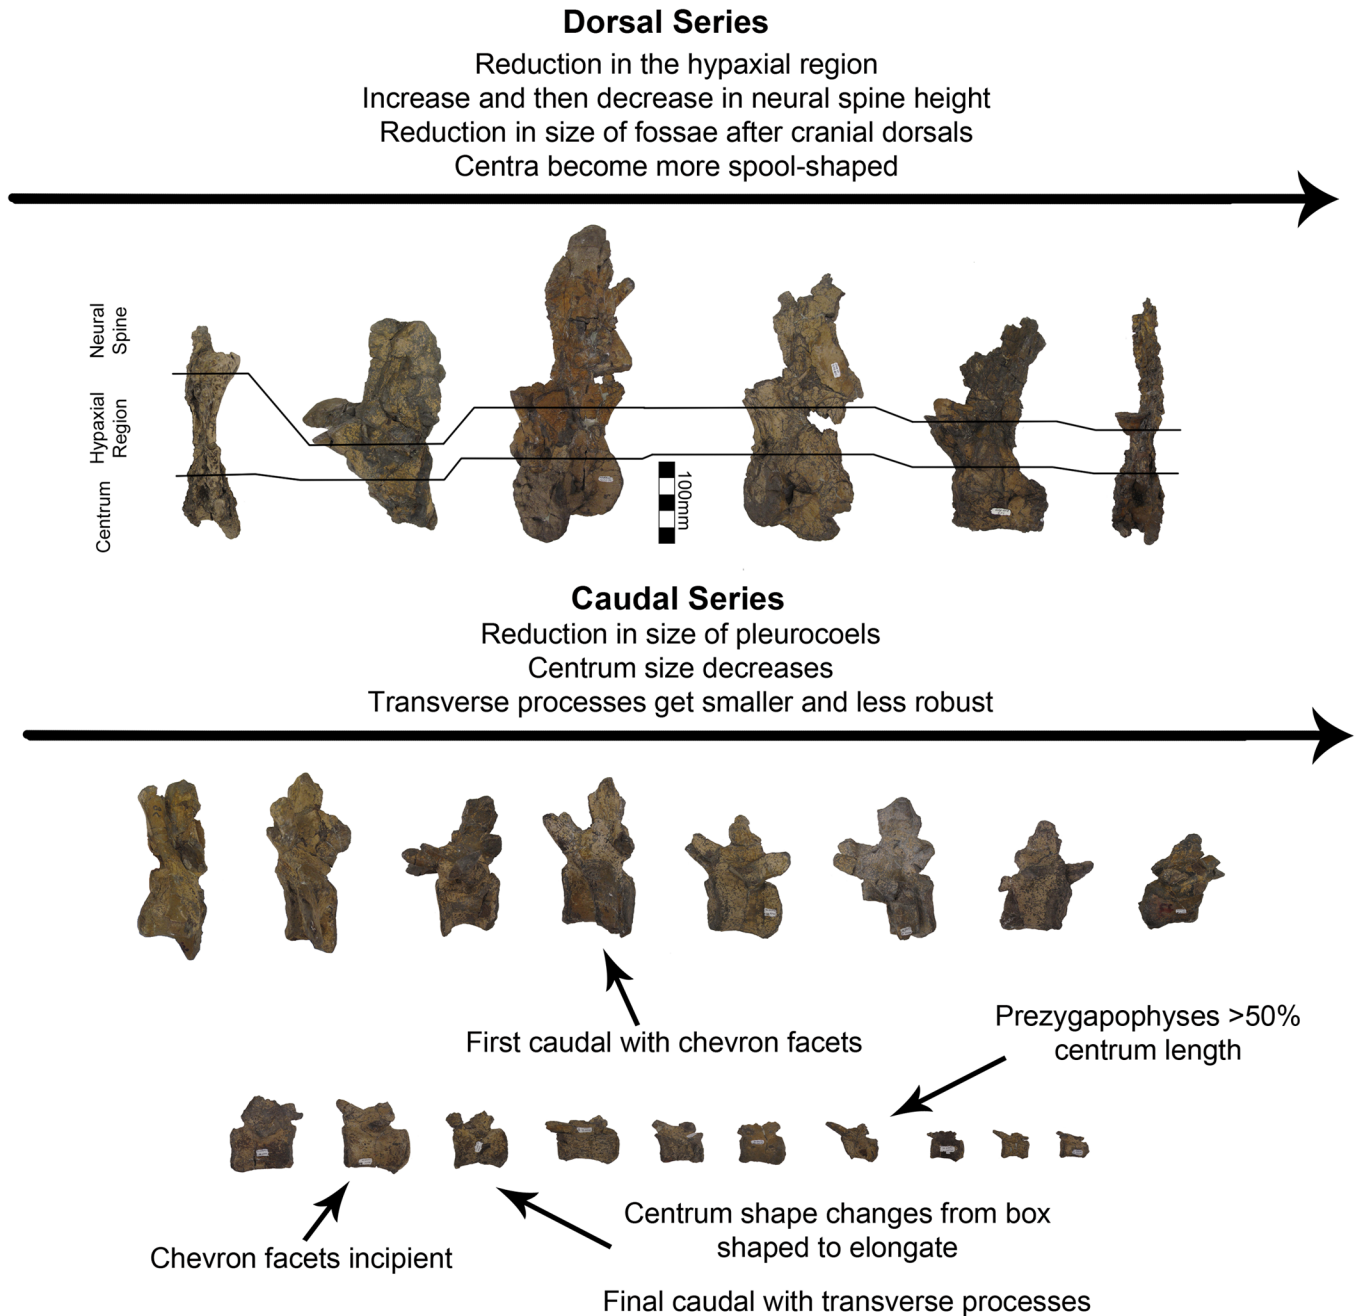 Dorsal Series
Reduction in the hypaxial region
Increase and then decrease in neural spine height
Reduction in size of fossae after cranial dorsals
Centra become more spool-shaped
Neural
Spine
Hypaxial
Region
Centrum
100mm
Caudal Series
Reduction in size of pleurocoels
Centrum size decreases
Transverse processes get smaller and less robust
First caudal with chevron facets
Prezygapophyses >50%
centrum length
Chevron facets incipient
Centrum shape changes from box
shaped to elongate
Final caudal with transverse processes